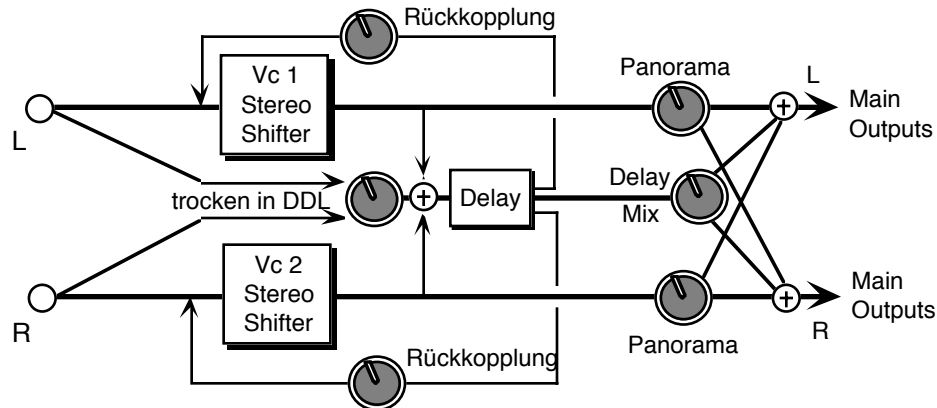 Rückkopplung
Vc 1
Stereo
Shifter
Panorama
L
Main
Outputs
L
trocken in DDL
+
Delay
Delay
Mix
+
Vc 2
Stereo
Shifter
R
+
Main
Outputs
R
Panorama
Rückkopplung